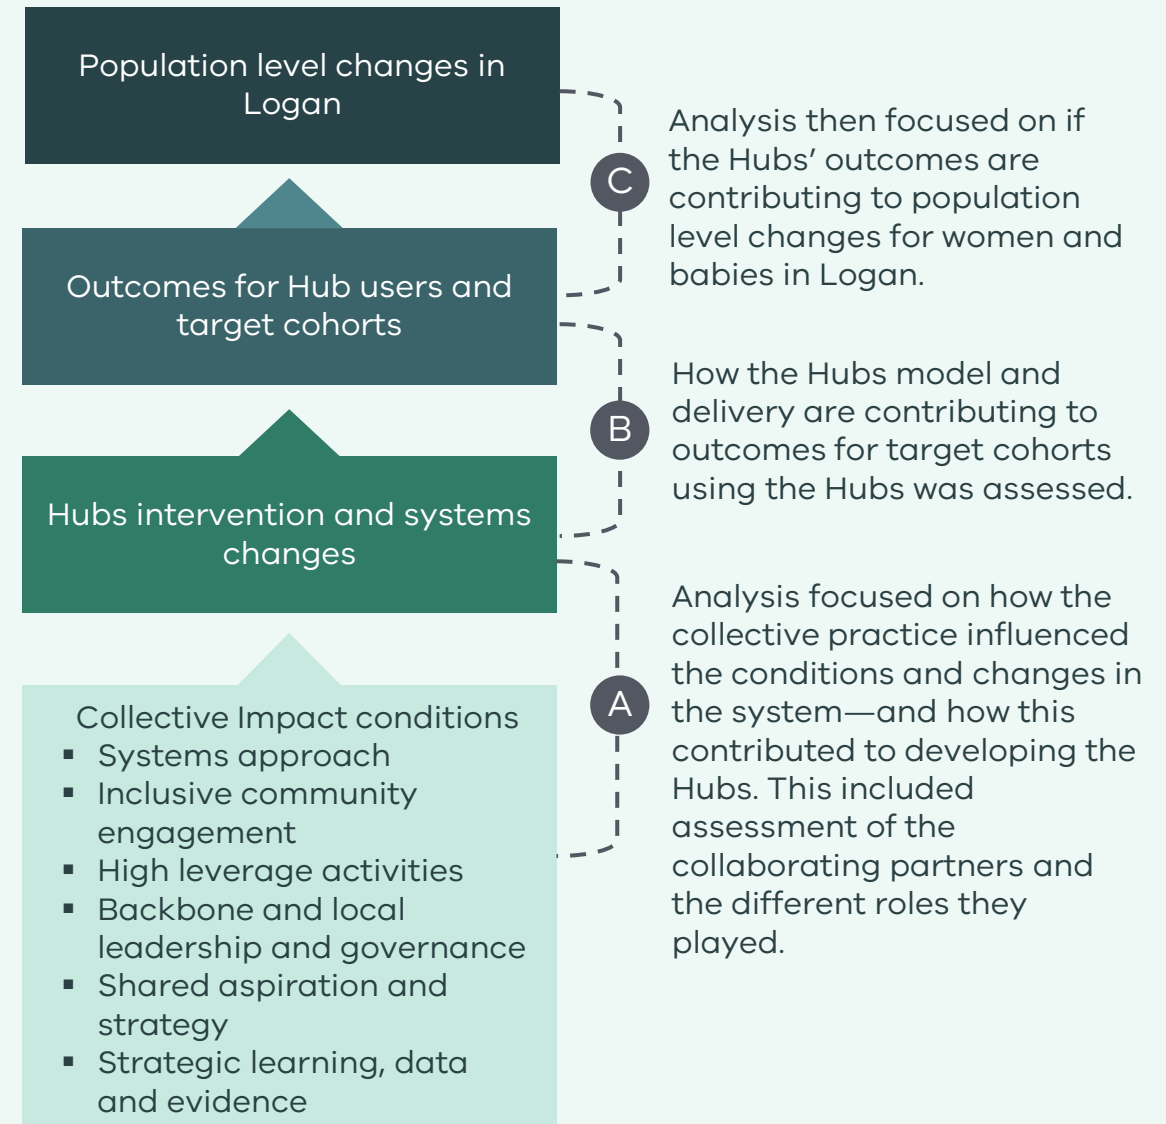 Population level changes in
Logan
C
Analysis then focused on if
the Hubs’ outcomes are
contributing to population
level changes for women and
babies in Logan.
Outcomes for Hub users and
target cohorts
B
How the Hubs model and
delivery are contributing to
outcomes for target cohorts
using the Hubs was assessed.
Hubs intervention and systems
changes
A
Analysis focused on how the
collective practice influenced
the conditions and changes in
the system—and how this
contributed to developing the
Hubs. This included
assessment of the
collaborating partners and
the different roles they
played.
Collective Impact conditions
▪ Systems approach
▪ Inclusive community
engagement
▪ High leverage activities
▪ Backbone and local
leadership and governance
▪ Shared aspiration and
strategy
▪ Strategic learning, data
and evidence